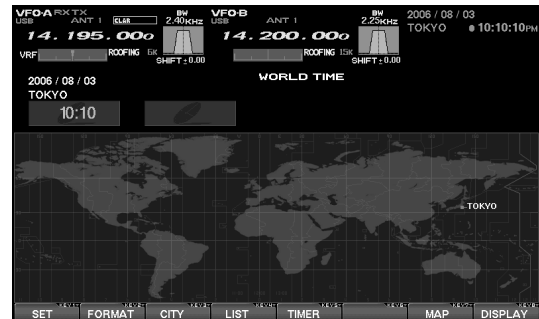 VFO-A RX TX BW VFO-B BW 2006 / 08 / 03
USB ANT 1 CLAR 2.40KHZ USB ANT 1 2.25KHZ TOKYO 10:10:10PM
14. 195. 000 14. 200. 000
VRF ROOFING 6K ROOFING 15K
SHIFT ± 0.00 SHIFT ± 0.00
WORLD TIME
2006 / 08 / 03
TOKYO
10:10
TOKYO
SET FORMAT CITY LIST TIMER MAP DISPLAY